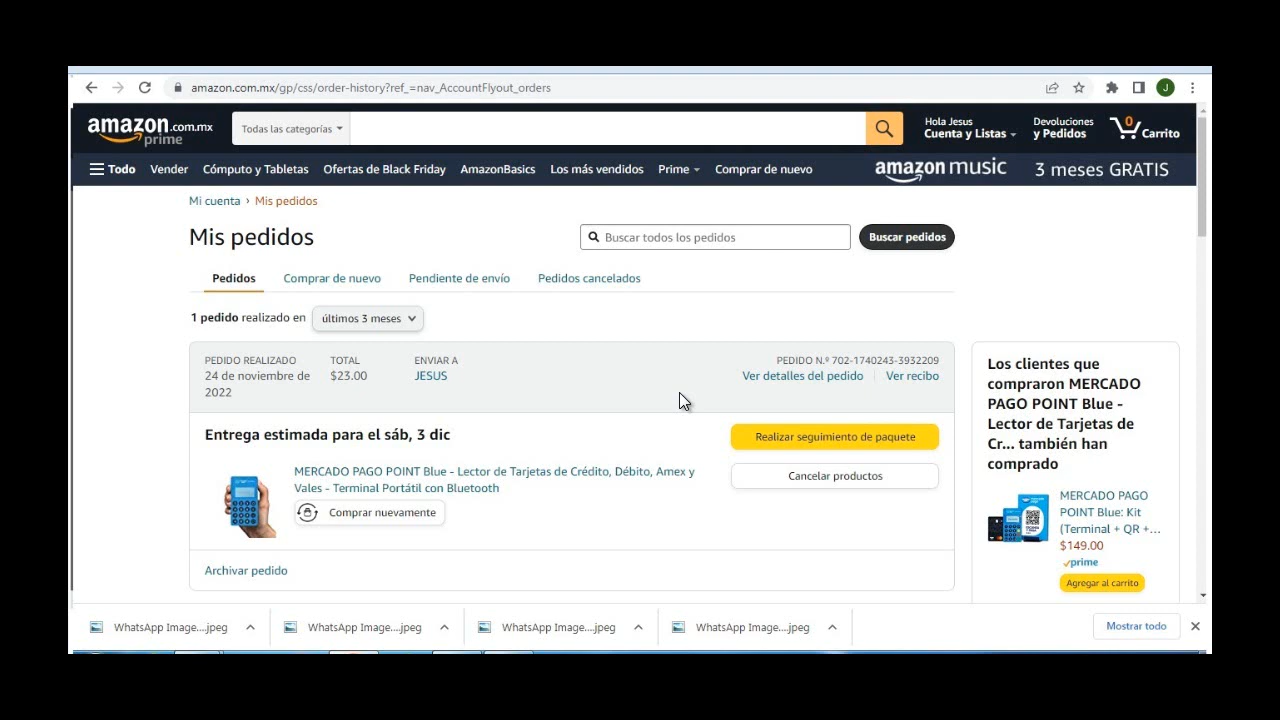 amazon.com.mx/gp/css/order-history?ref_=nav_AccountFlyout_orders
J
amazon.com.mx
prime
Todas las categorías
Hola Jesus
Cuenta y Listas
Devoluciones
y Pedidos
0
Carrito
Todo Vender Cómputo y Tabletas Ofertas de Black Friday AmazonBasics Los más vendidos Prime Comprar de nuevo
amazon music 3 meses GRATIS
Mi cuenta › Mis pedidos
Mis pedidos
Buscar todos los pedidos
Buscar pedidos
Pedidos Comprar de nuevo Pendiente de envío Pedidos cancelados
1 pedido realizado en últimos 3 meses
PEDIDO REALIZADO
24 de noviembre de
2022
TOTAL
$23.00
ENVIAR A
JESUS
PEDIDO N.º 702-1740243-3932209
Ver detalles del pedido Ver recibo
Entrega estimada para el sáb, 3 dic
MERCADO PAGO POINT Blue - Lector de Tarjetas de Crédito, Débito, Amex y
Vales - Terminal Portátil con Bluetooth
Comprar nuevamente
Realizar seguimiento de paquete
Cancelar productos
Archivar pedido
Los clientes que
compraron MERCADO
PAGO POINT Blue -
Lector de Tarjetas de
Cr... también han
comprado
MERCADO PAGO
POINT Blue: Kit
(Terminal + QR +...
$149.00
prime
Agregar al carrito
WhatsApp Image....jpeg
WhatsApp Image....jpeg
WhatsApp Image....jpeg
WhatsApp Image....jpeg
Mostrar todo